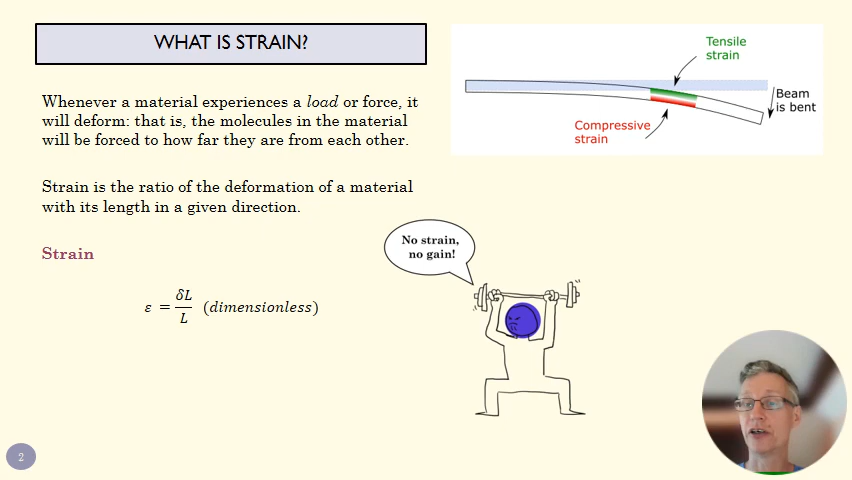 WHAT IS STRAIN?
Whenever a material experiences a load or force, it
will deform: that is, the molecules in the material
will be forced to how far they are from each other.
Strain is the ratio of the deformation of a material
with its length in a given direction.
Strain
ε = δL/L (dimensionless)
Tensile
strain
Compressive
strain
Beam
is bent
No strain,
no gain!
2